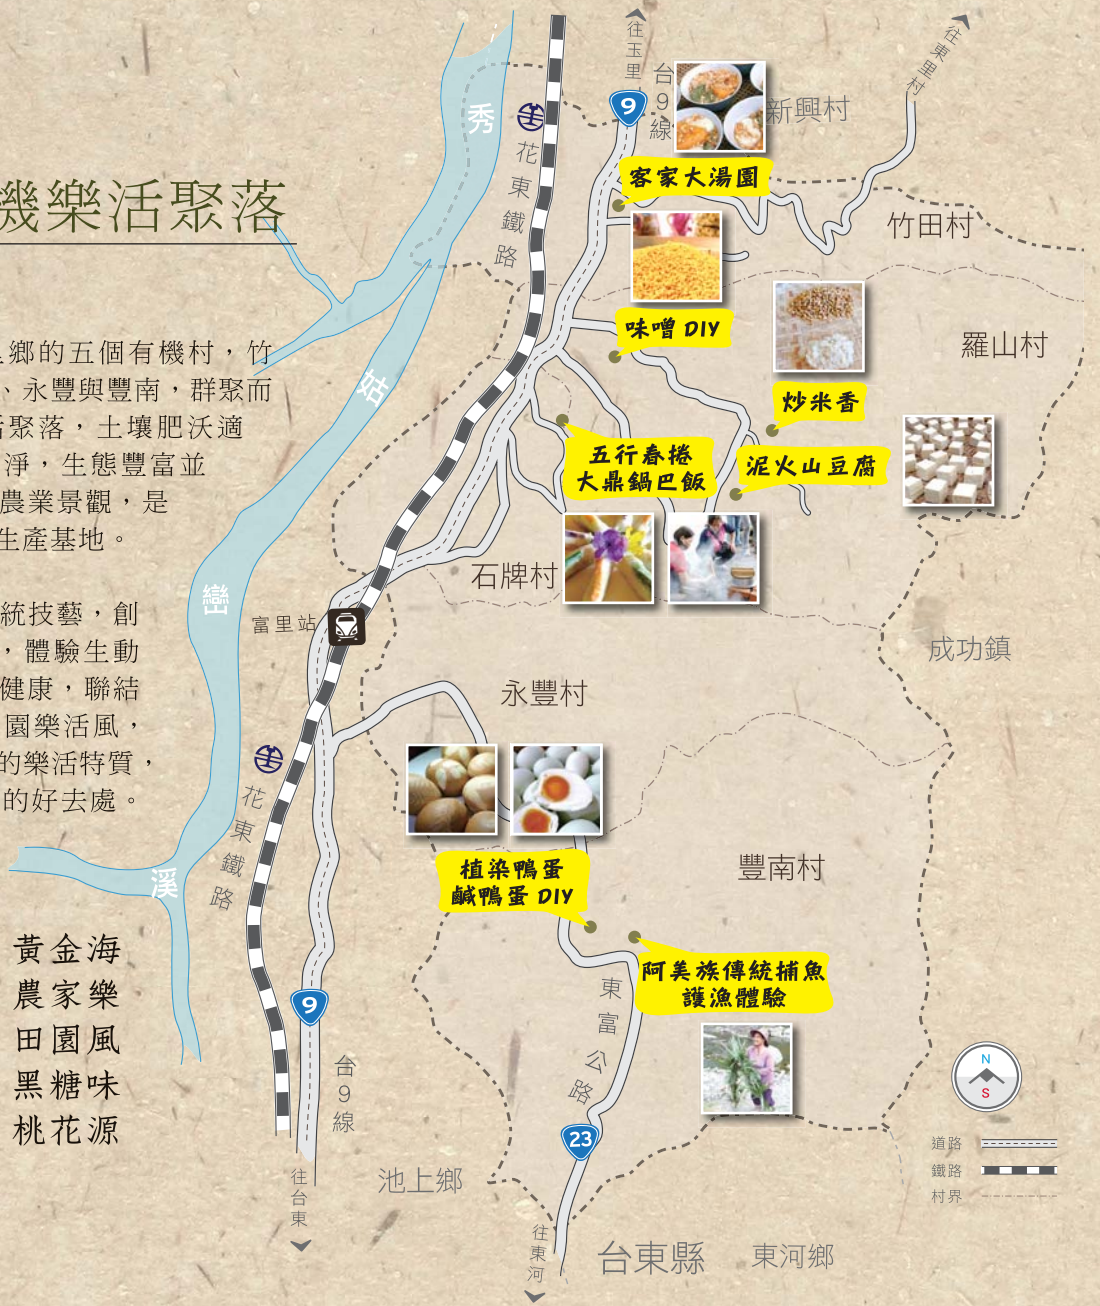 機樂活聚落
里鄉的五個有機村，竹
、永豐與豐南，群聚而
活聚落，土壤肥沃適
淨，生態豐富並
農業景觀，是
生產基地。
統技藝，創
，體驗生動
健康，聯結
園樂活風，
的樂活特質，
的好去處。
黃金海
農家樂
田園風
黑糖味
桃花源
往玉里
台9線
9
往東里村
新興村
秀
花東鐵路
客家大湯圓
竹田村
味噌 DIY
羅山村
姑
炒米香
五行春捲
大鼎鍋巴飯
泥火山豆腐
石牌村
巒
富里站
成功鎮
永豐村
花東鐵路
溪
植染鴨蛋
鹹鴨蛋 DIY
豐南村
阿美族傳統捕魚
護漁體驗
東富公路
9
台9線
23
N
S
道路
鐵路
村界
池上鄉
往台東
往東河
台東縣
東河鄉